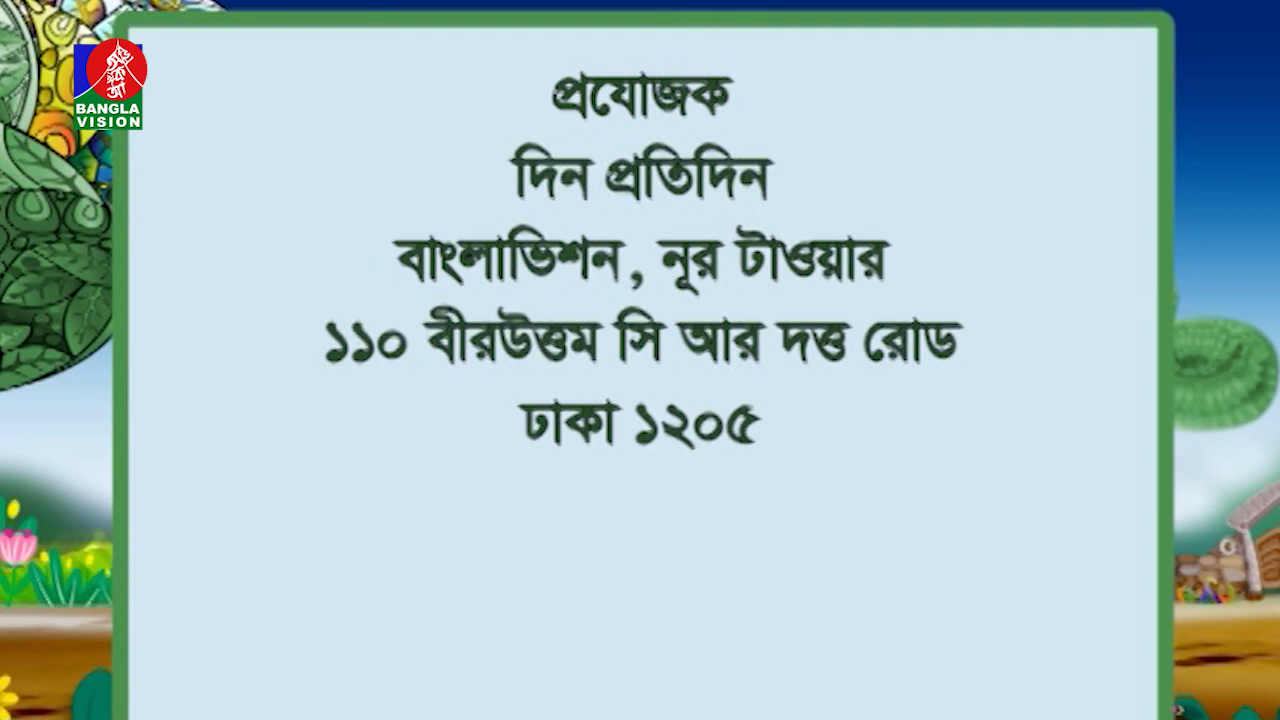 BANGLA
VISION
প্রযোজক
দিন প্রতিদিন
বাংলাভিশন, নূর টাওয়ার
১১০ বীরউত্তম সি আর দত্ত রোড
ঢাকা ১২০৫